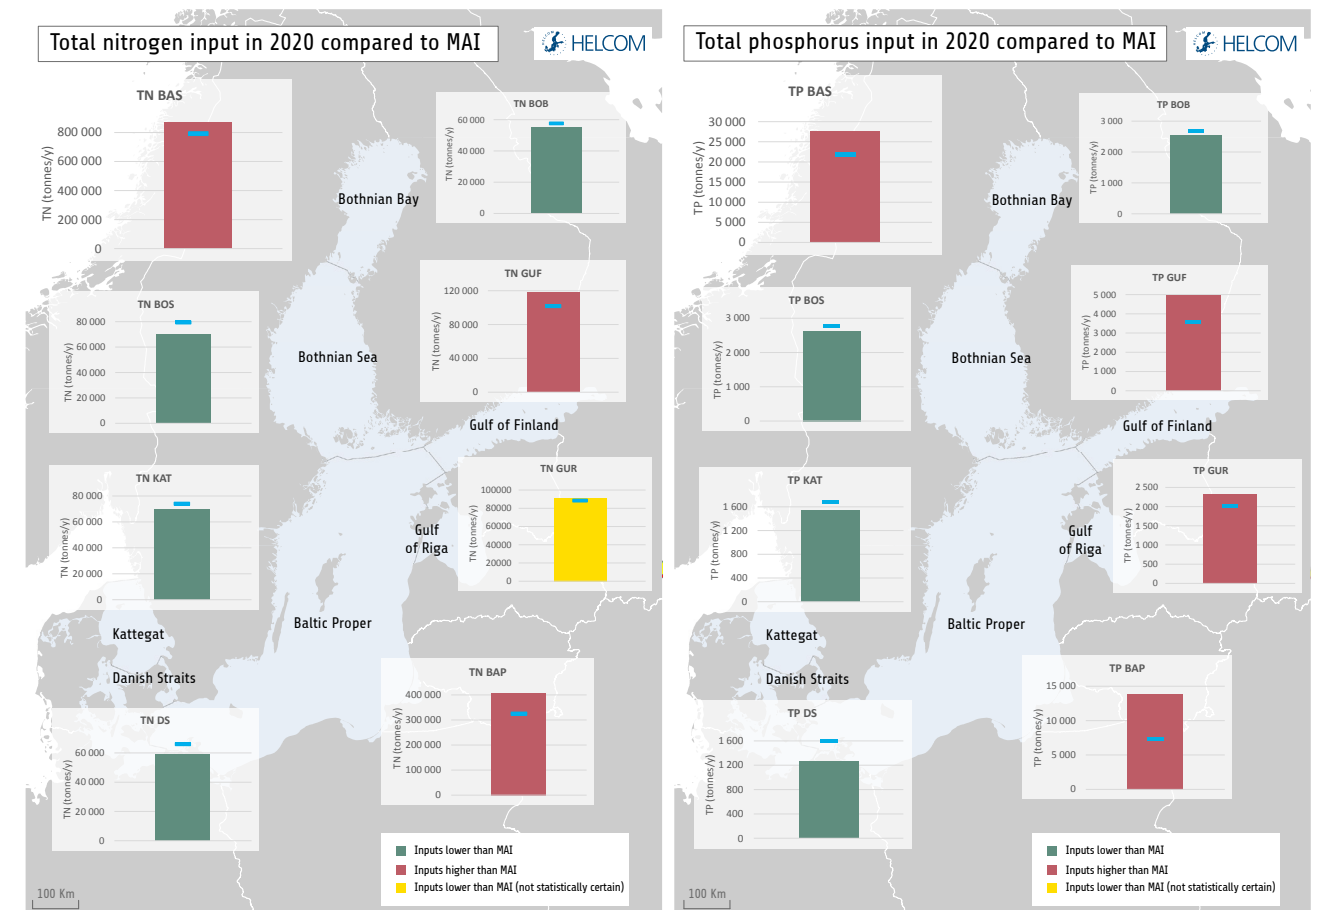 Total nitrogen input in 2020 compared to MAI
HELCOM
TN BAS
TN (tonnes/y)
800 000
600 000
400 000
200 000
0
TN BOB
TN (tonnes/y)
60 000
40 000
20 000
0
Bothnian Bay
TN BOS
TN (tonnes/y)
80 000
60 000
40 000
20 000
0
TN GUF
TN (tonnes/y)
120 000
80 000
40 000
0
Bothnian Sea
Gulf of Finland
TN KAT
TN (tonnes/y)
80 000
60 000
40 000
20 000
0
TN GUR
TN (tonnes/y)
100000
80000
60000
40000
20000
0
Gulf
of Riga
Baltic Proper
Kattegat
Danish Straits
TN DS
TN (tonnes/y)
60 000
40 000
20 000
0
TN BAP
TN (tonnes/y)
400 000
300 000
200 000
100 000
0
Inputs lower than MAI
Inputs higher than MAI
Inputs lower than MAI (not statistically certain)
100 Km
Total phosphorus input in 2020 compared to MAI
HELCOM
TP BAS
TP (tonnes/y)
30 000
25 000
20 000
15 000
10 000
5 000
0
TP BOB
TP (tonnes/y)
3 000
2 000
1 000
0
Bothnian Bay
TP BOS
TP (tonnes/y)
3 000
2 000
1 000
0
TP GUF
TP (tonnes/y)
5 000
4 000
3 000
2 000
1 000
0
Bothnian Sea
Gulf of Finland
TP KAT
TP (tonnes/y)
1 600
1 200
800
400
0
TP GUR
TP (tonnes/y)
2 500
2 000
1 500
1 000
500
0
Gulf
of Riga
Baltic Proper
Kattegat
Danish Straits
TP DS
TP (tonnes/y)
1 600
1 200
800
400
0
TP BAP
TP (tonnes/y)
15 000
10 000
5 000
0
Inputs lower than MAI
Inputs higher than MAI
Inputs lower than MAI (not statistically certain)
100 Km